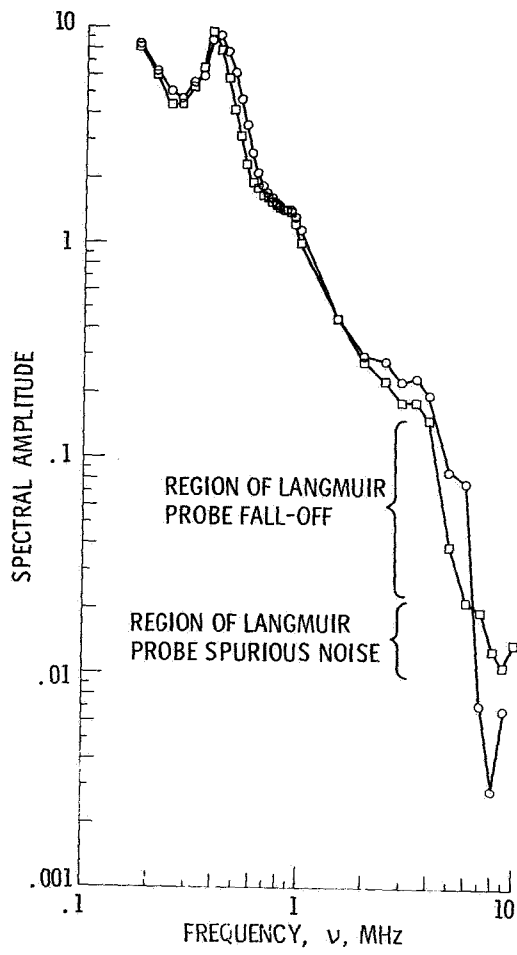 10
1
SPECTRAL AMPLITUDE
.1
REGION OF LANGMUIR
PROBE FALL-OFF
REGION OF LANGMUIR
PROBE SPURIOUS NOISE
.01
.001
.1
1
10
FREQUENCY, ν, MHz